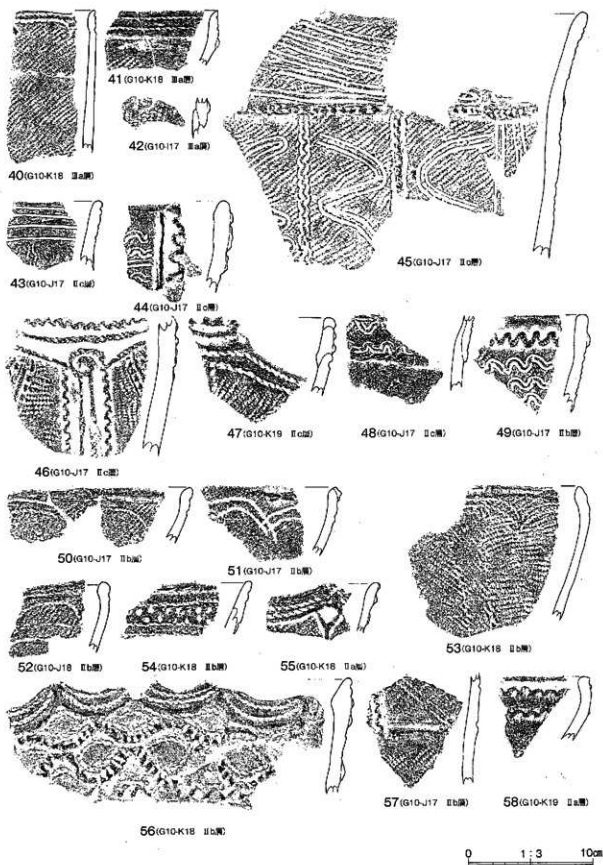 40(G10-K18 Ⅲa層)
41(G10-K18 Ⅲa層)
42(G10-I17 Ⅲa層)
43(G10-J17 Ⅱc層)
44(G10-J17 Ⅱc層)
45(G10-J17 Ⅱc層)
46(G10-J17 Ⅱc層)
47(G10-K19 Ⅱc層)
48(G10-J17 Ⅱc層)
49(G10-J17 Ⅱb層)
50(G10-J17 Ⅱb層)
51(G10-J17 Ⅱb層)
52(G10-J18 Ⅱb層)
54(G10-K18 Ⅱb層)
55(G10-K18 Ⅱa層)
53(G10-K18 Ⅱb層)
56(G10-K18 Ⅱb層)
57(G10-J17 Ⅱb層)
58(G10-K19 Ⅱa層)
0 1:3 10cm